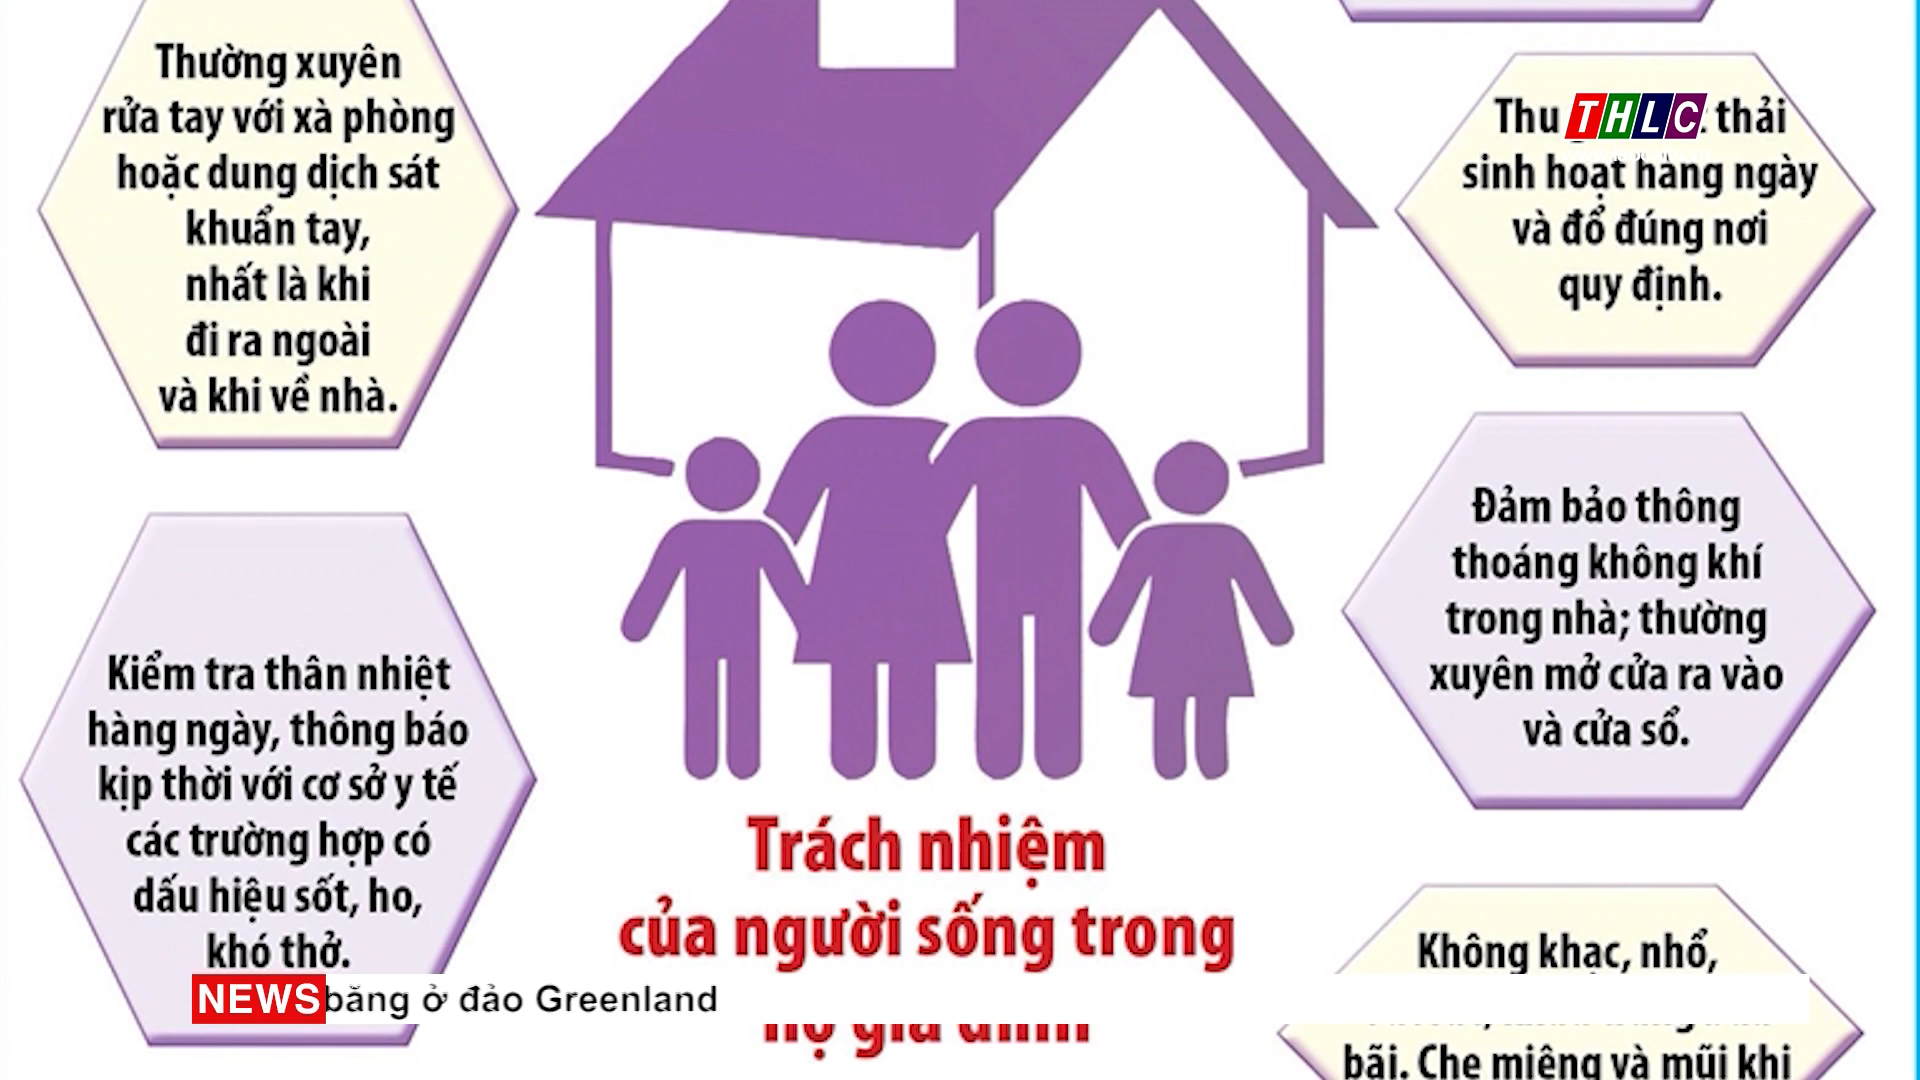 Thường xuyên
rửa tay với xà phòng
hoặc dung dịch sát
khuẩn tay,
nhất là khi
đi ra ngoài
và khi về nhà.
Kiểm tra thân nhiệt
hàng ngày, thông báo
kịp thời với cơ sở y tế
các trường hợp có
dấu hiệu sốt, ho,
khó thở.
Trách nhiệm
của người sống trong
hộ gia đình
THLC
Thu thải
sinh hoạt hàng ngày
và đổ đúng nơi
quy định.
Đảm bảo thông
thoáng không khí
trong nhà; thường
xuyên mở cửa ra vào
và cửa sổ.
Không khạc, nhổ,
bãi. Che miệng và mũi khi
NEWS băng ở đảo Greenland